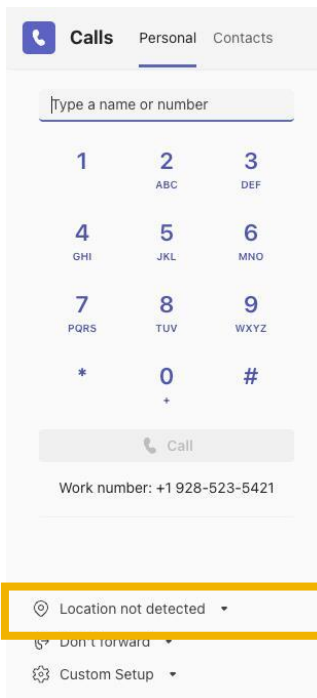 Calls Personal Contacts
Type a name or number
1 2 3
ABC DEF
4 5 6
GHI JKL MNO
7 8 9
PQRS TUV WXYZ
* 0 #
+
Call
Work number: +1 928-523-5421
Location not detected
Don't forward
Custom Setup